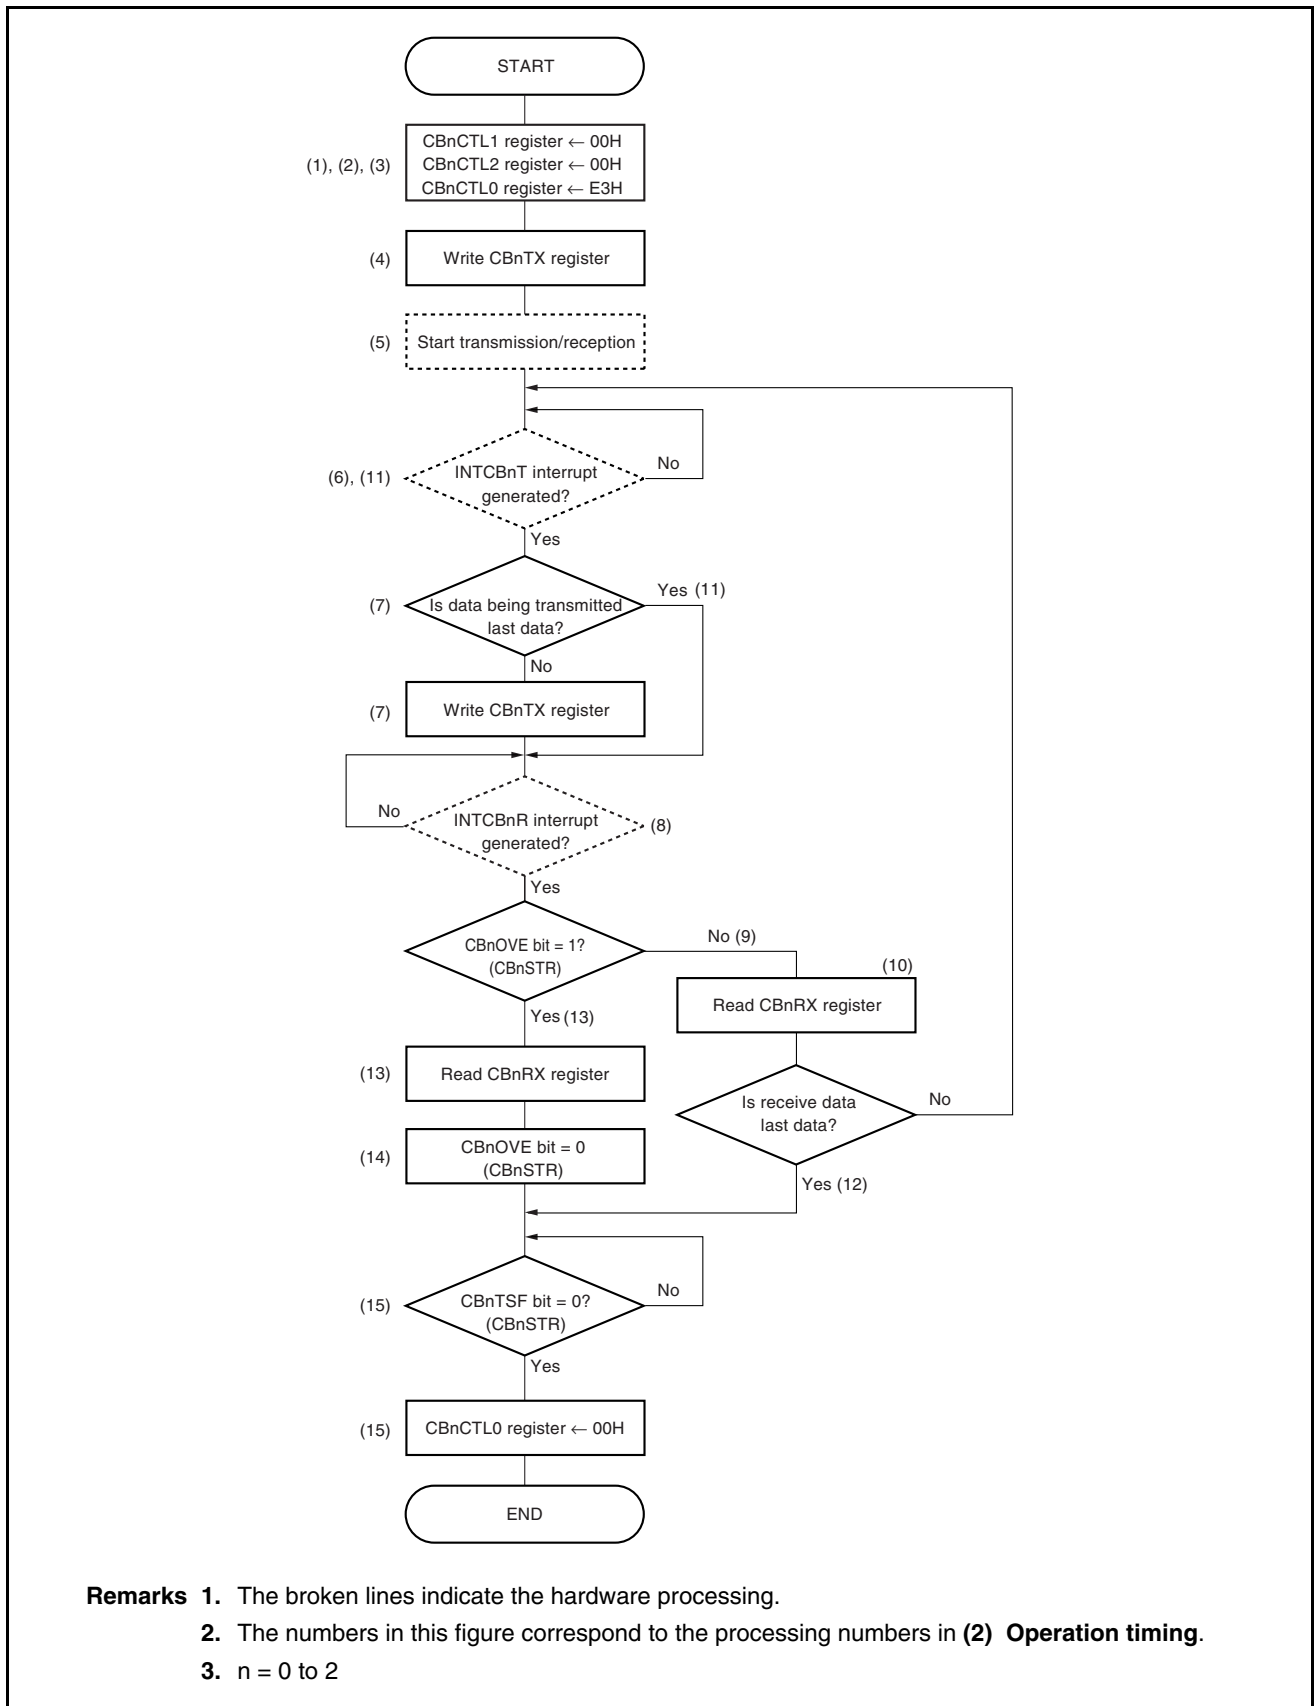 START
(1), (2), (3)
CBnCTL1 register ← 00H
CBnCTL2 register ← 00H
CBnCTL0 register ← E3H
(4)
Write CBnTX register
(5)
Start transmission/reception
(6), (11)
INTCBnT interrupt
generated?
No
Yes
(7)
Is data being transmitted
last data?
Yes (11)
No
(7)
Write CBnTX register
No
INTCBnR interrupt
generated?
(8)
Yes
CBnOVE bit = 1?
(CBnSTR)
No (9)
(10)
Read CBnRX register
Yes (13)
(13)
Read CBnRX register
Is receive data
last data?
No
(14)
CBnOVE bit = 0
(CBnSTR)
Yes (12)
(15)
CBnTSF bit = 0?
(CBnSTR)
No
Yes
(15)
CBnCTL0 register ← 00H
END
Remarks 1. The broken lines indicate the hardware processing.
2. The numbers in this figure correspond to the processing numbers in (2) Operation timing.
3. n = 0 to 2